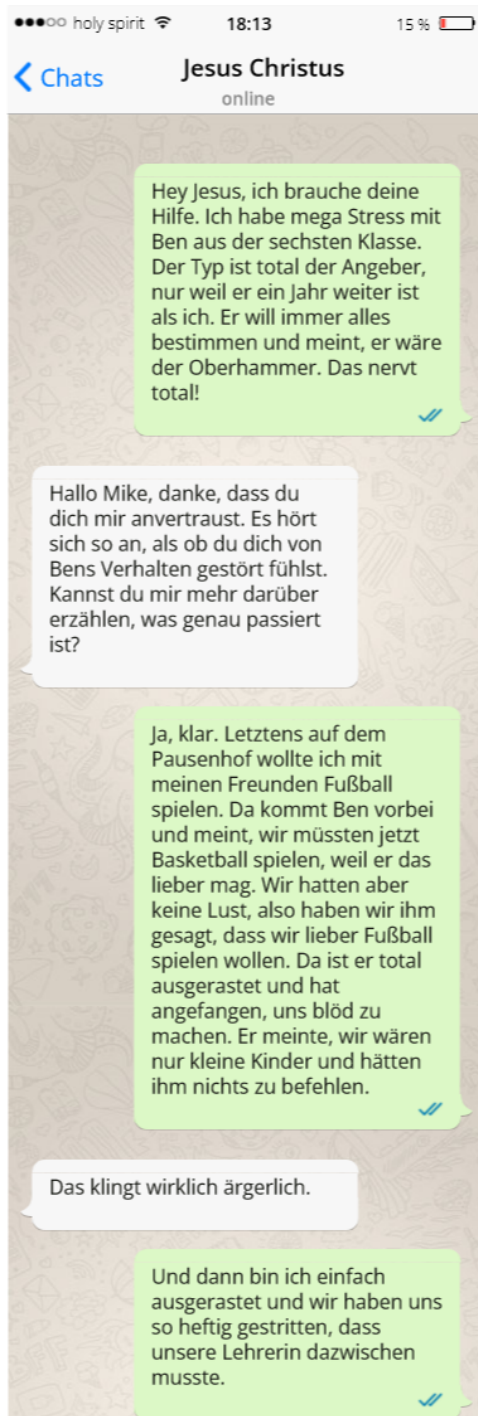 holy spirit 18:13 15 %
Chats Jesus Christus
online
Hey Jesus, ich brauche deine
Hilfe. Ich habe mega Stress mit
Ben aus der sechsten Klasse.
Der Typ ist total der Angeber,
nur weil er ein Jahr weiter ist
als ich. Er will immer alles
bestimmen und meint, er wäre
der Oberhammer. Das nervt
total!
Hallo Mike, danke, dass du
dich mir anvertraust. Es hört
sich so an, als ob du dich von
Bens Verhalten gestört fühlst.
Kannst du mir mehr darüber
erzählen, was genau passiert
ist?
Ja, klar. Letztens auf dem
Pausenhof wollte ich mit
meinen Freunden Fußball
spielen. Da kommt Ben vorbei
und meint, wir müssten jetzt
Basketball spielen, weil er das
lieber mag. Wir hatten aber
keine Lust, also haben wir ihm
gesagt, dass wir lieber Fußball
spielen wollen. Da ist er total
ausgerastet und hat
angefangen, uns blöd zu
machen. Er meinte, wir wären
nur kleine Kinder und hätten
ihm nichts zu befehlen.
Das klingt wirklich ärgerlich.
Und dann bin ich einfach
ausgerastet und wir haben uns
so heftig gestritten, dass
unsere Lehrerin dazwischen
musste.